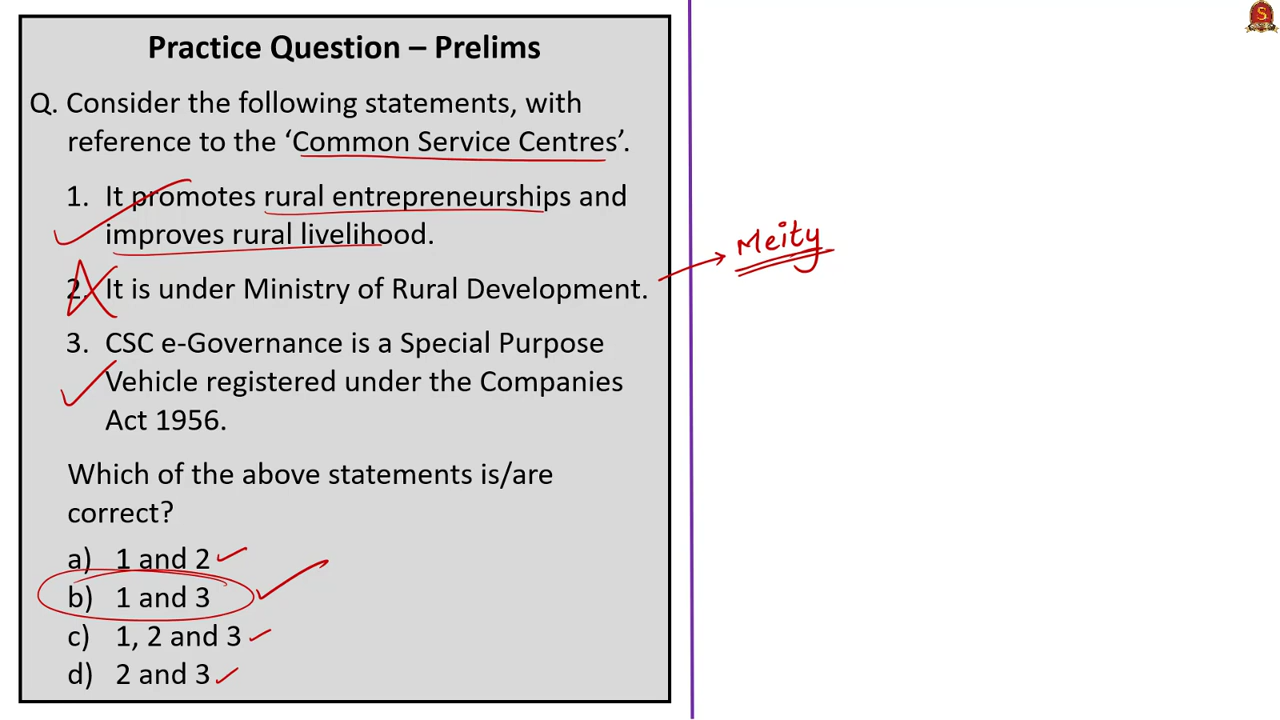 Practice Question – Prelims
Q. Consider the following statements, with
reference to the ‘Common Service Centres’.
1. It promotes rural entrepreneurships and
improves rural livelihood.
2. It is under Ministry of Rural Development.
Meity
3. CSC e-Governance is a Special Purpose
Vehicle registered under the Companies
Act 1956.
Which of the above statements is/are
correct?
a) 1 and 2
b) 1 and 3
c) 1, 2 and 3
d) 2 and 3
S